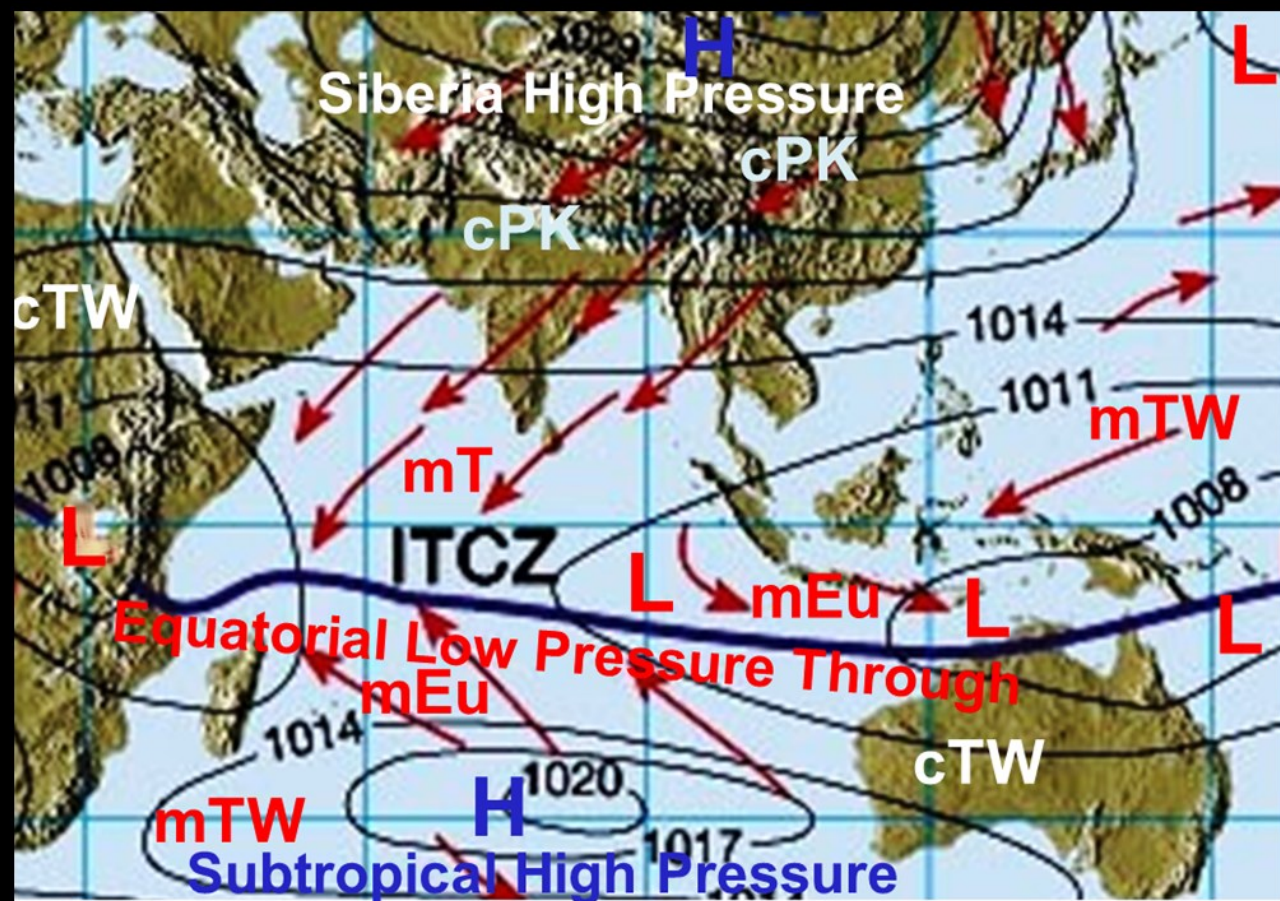 H
L
Siberia High Pressure
cPK
cPK
cTW
1014
1011
mTW
11
1008
mT
1008
L
ITCZ
L
mEu
L
L
Equatorial Low Pressure Through
mEu
1014
cTW
1020
H
mTW
1017
Subtropical High Pressure